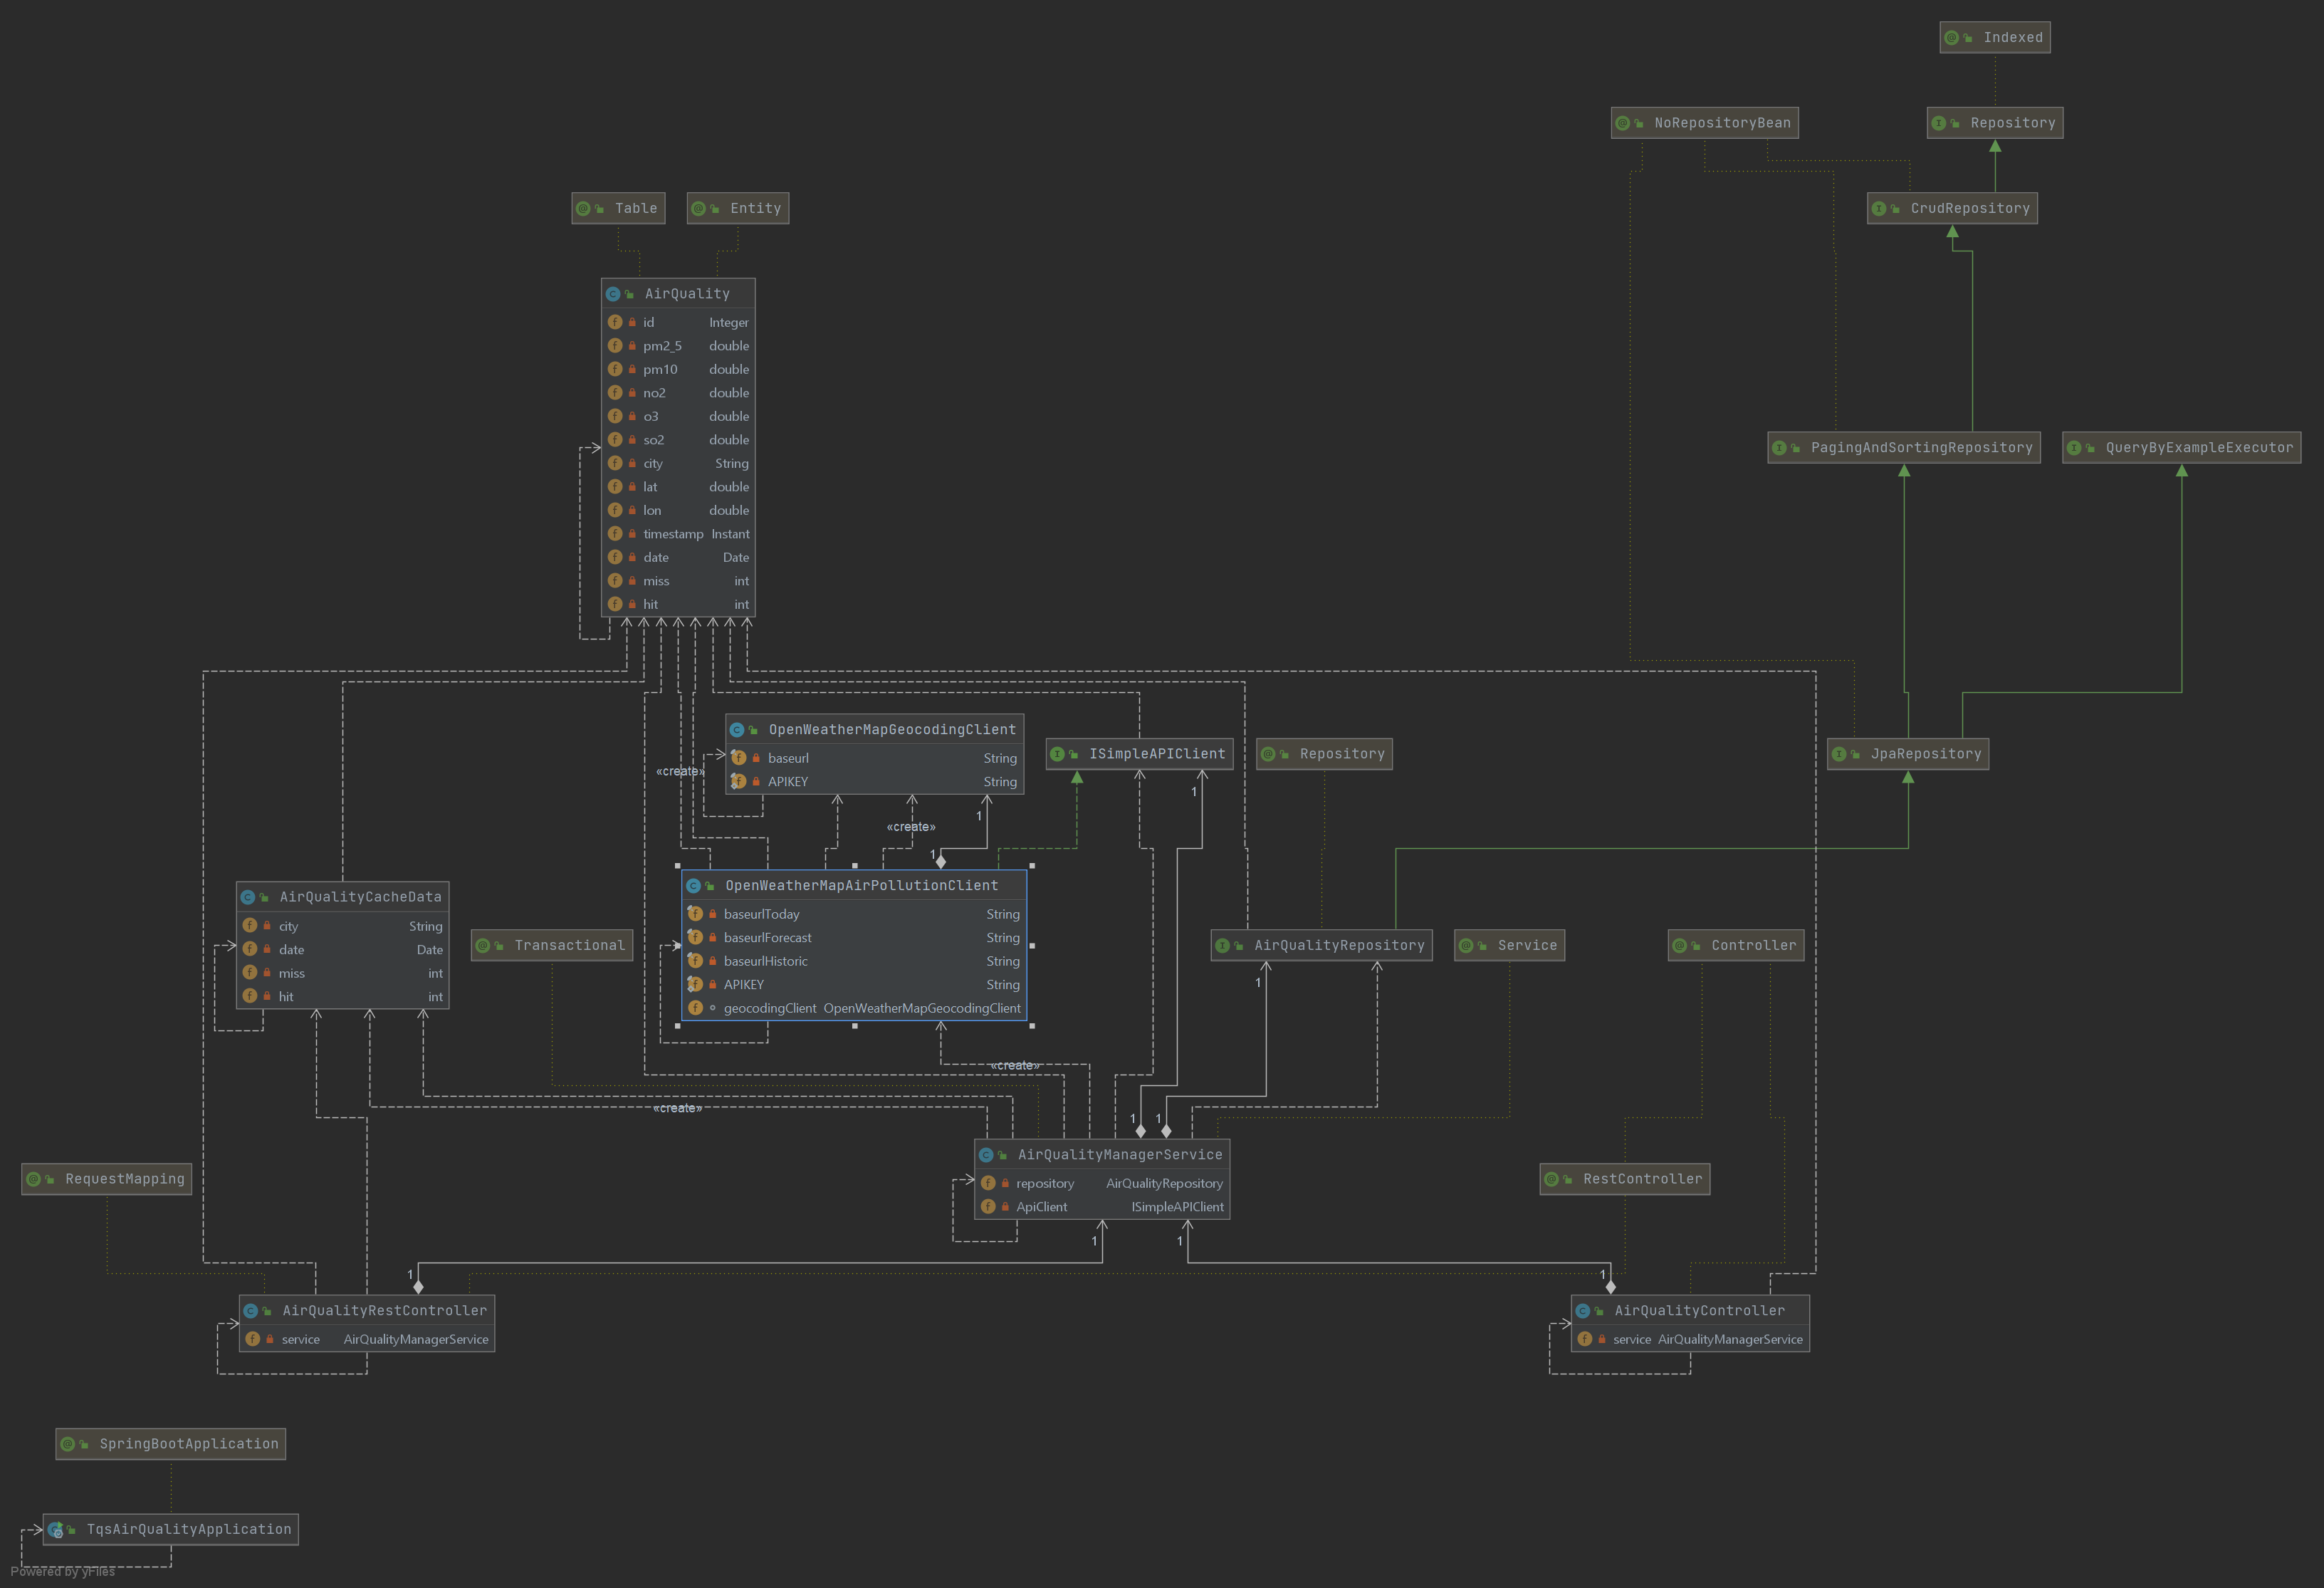 Indexed
NoRepositoryBean
Repository
Table
Entity
CrudRepository
AirQuality
id Integer
pm2_5 double
pm10 double
no2 double
o3 double
so2 double
city String
lat double
lon double
timestamp Instant
date Date
miss int
hit int
PagingAndSortingRepository
QueryByExampleExecutor
OpenWeatherMapGeocodingClient
baseurl String
APIKEY String
«create»
ISimpleAPIClient
Repository
JpaRepository
1
1
«create»
1
OpenWeatherMapAirPollutionClient
baseurlToday String
baseurlForecast String
baseurlHistoric String
APIKEY String
geocodingClient OpenWeatherMapGeocodingClient
AirQualityCacheData
city String
date Date
miss int
hit int
Transactional
AirQualityRepository
Service
Controller
1
«create»
«create»
1
1
AirQualityManagerService
repository AirQualityRepository
ApiClient ISimpleAPIClient
RequestMapping
RestController
1
1
1
1
AirQualityRestController
service AirQualityManagerService
AirQualityController
service AirQualityManagerService
SpringBootApplication
TqsAirQualityApplication
Powered by yFiles